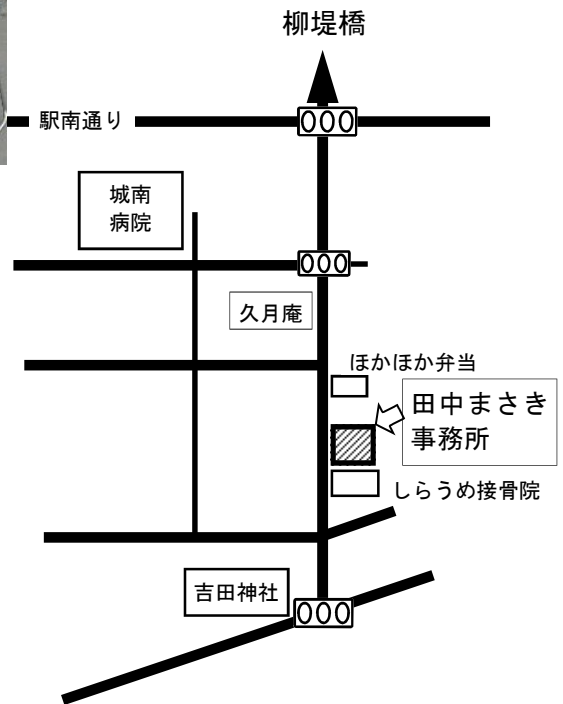 柳堤橋
駅南通り
城南
病院
久月庵
ほかほか弁当
田中まさき
事務所
しらうめ接骨院
吉田神社